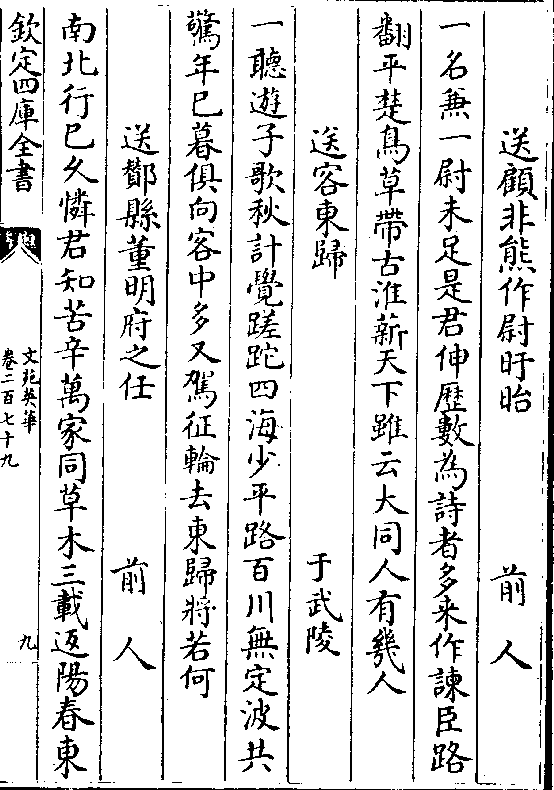 送顧非熊作尉盱眙　前人
一名兼一尉未足是君伸歷數為詩者多来作諫臣路
翻平楚鳥草帶古淮薪天下雖云大同人有幾人
送客東歸　于武陵
一聽遊子歌秋計覺蹉跎四海少平路百川無定波共
驚年已暮俱向客中多又駕征輪去東歸將若何
送鄼縣董明府之任　前人
南北行已久憐君知苦辛萬家同草木三載返陽春東
欽定四庫全書
文苑英華
卷二百七十九
九